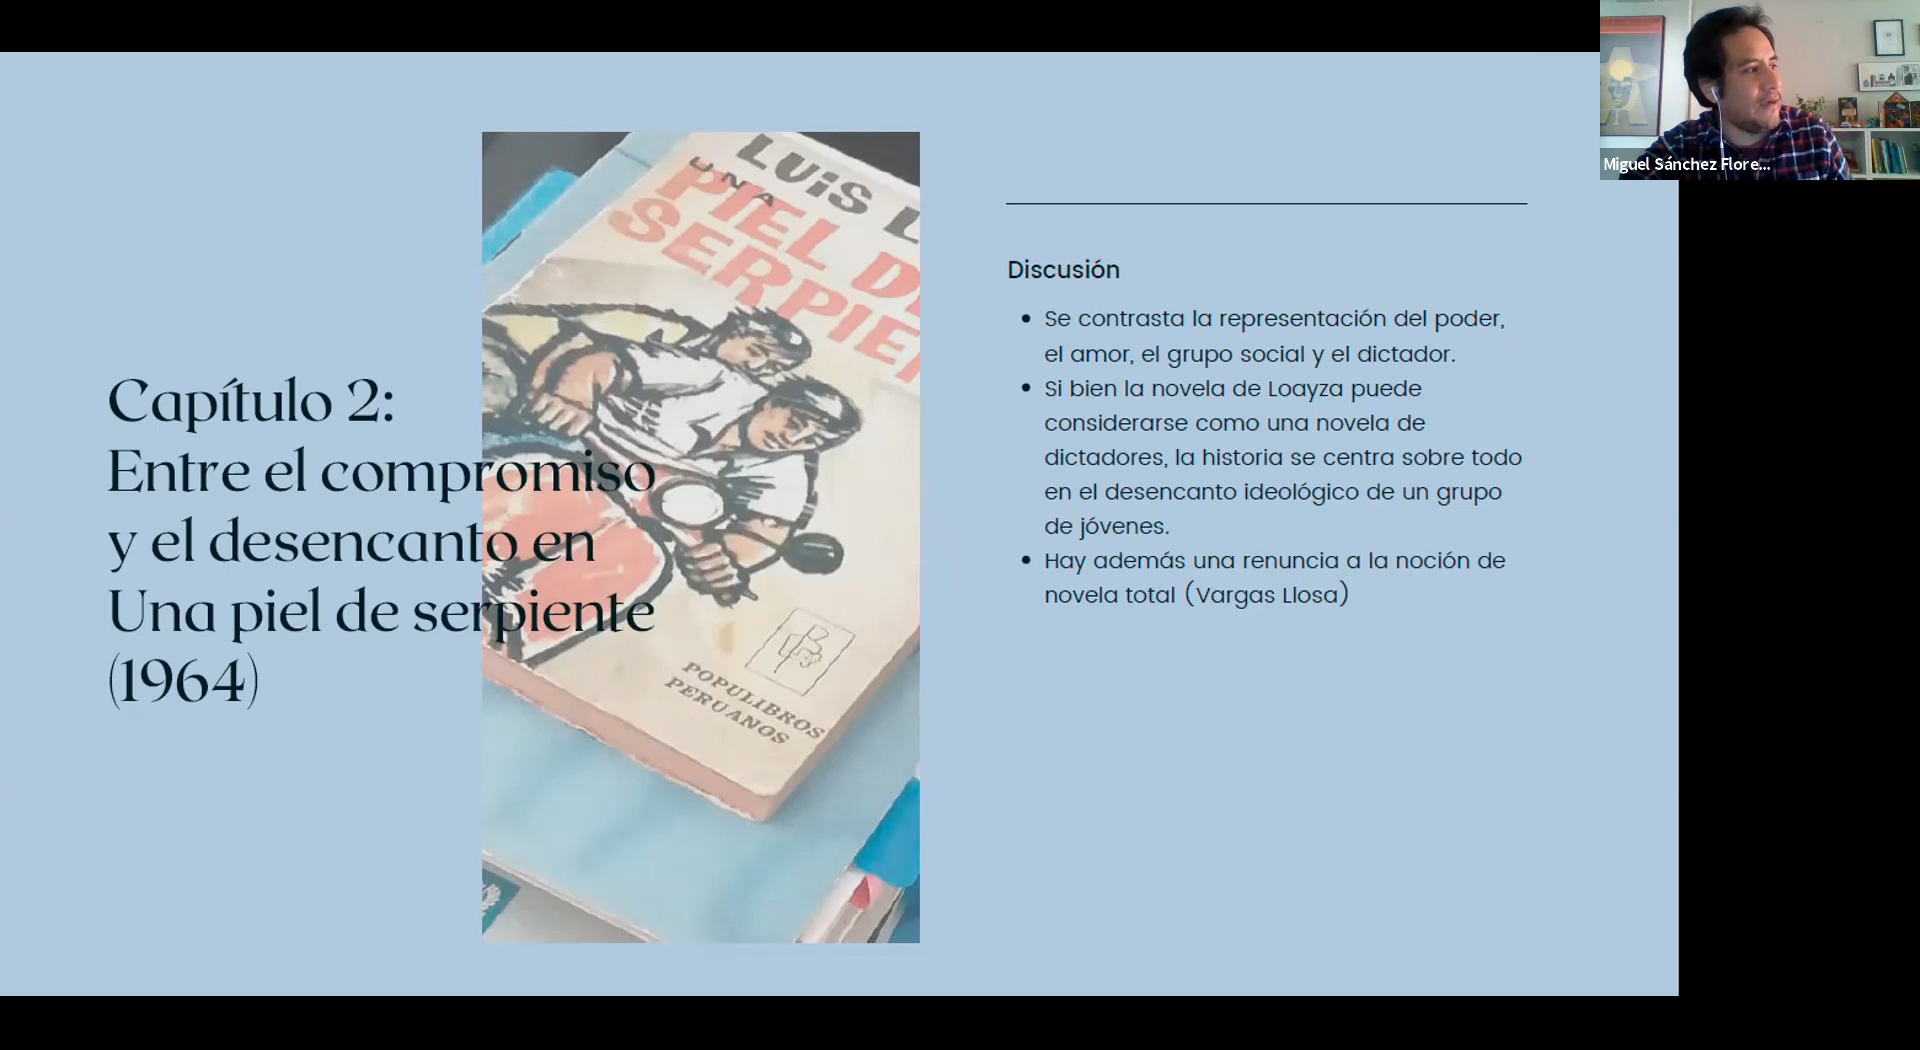 Miguel Sánchez Flore...
LUiS L
UNA
PIEL D
SERPIE
POPULIBROS
PERUANOS
Capítulo 2:
Entre el compromiso
y el desencanto en
Una piel de serpiente
(1964)
Discusión
• Se contrasta la representación del poder,
el amor, el grupo social y el dictador.
• Si bien la novela de Loayza puede
considerarse como una novela de
dictadores, la historia se centra sobre todo
en el desencanto ideológico de un grupo
de jóvenes.
• Hay además una renuncia a la noción de
novela total (Vargas Llosa)